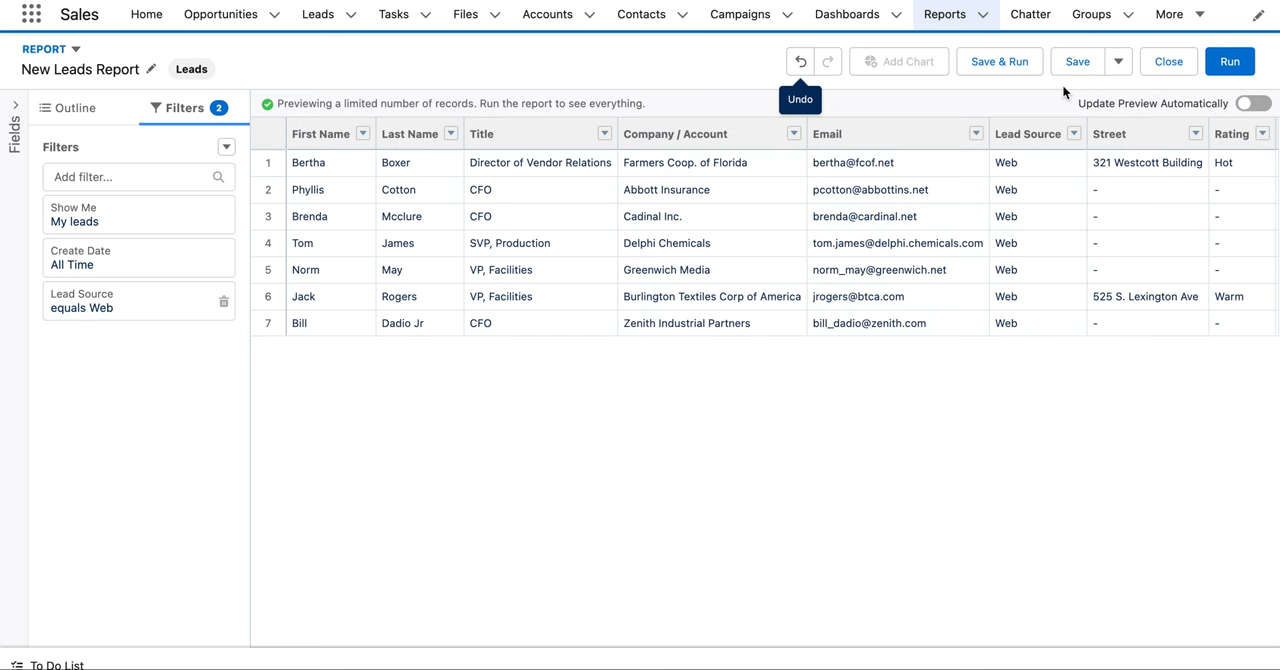 Sales Home Opportunities Leads Tasks Files Accounts Contacts Campaigns Dashboards Reports Chatter Groups More
REPORT
New Leads Report Leads
Add Chart Save & Run Save Close Run
Undo
Fields
Outline Filters 2
Previewing a limited number of records. Run the report to see everything.
Update Preview Automatically
Filters
Add filter...
Show Me
My leads
Create Date
All Time
Lead Source
equals Web
First Name Last Name Title Company / Account Email Lead Source Street Rating
1 Bertha Boxer Director of Vendor Relations Farmers Coop. of Florida bertha@fcof.net Web 321 Westcott Building Hot
2 Phyllis Cotton CFO Abbott Insurance pcotton@abbottins.net Web - -
3 Brenda Mcclure CFO Cadinal Inc. brenda@cardinal.net Web - -
4 Tom James SVP, Production Delphi Chemicals tom.james@delphi.chemicals.com Web - -
5 Norm May VP, Facilities Greenwich Media norm_may@greenwich.net Web - -
6 Jack Rogers VP, Facilities Burlington Textiles Corp of America jrogers@btca.com Web 525 S. Lexington Ave Warm
7 Bill Dadio Jr CFO Zenith Industrial Partners bill_dadio@zenith.com Web - -
To Do List